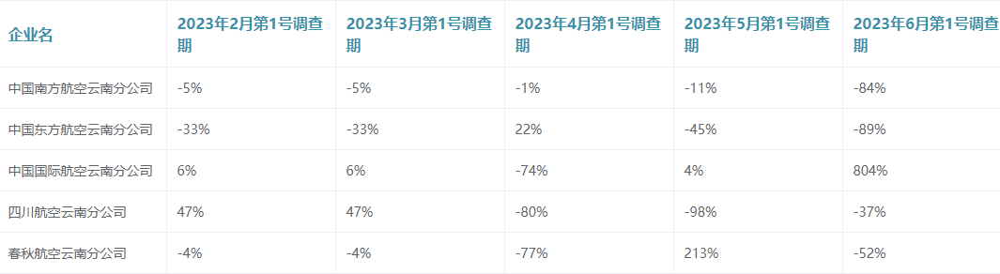 企业名 2023年2月第1号调查期 2023年3月第1号调查期 2023年4月第1号调查期 2023年5月第1号调查期 2023年6月第1号调查期
中国南方航空云南分公司 -5% -5% -1% -11% -84%
中国东方航空云南分公司 -33% -33% 22% -45% -89%
中国国际航空云南分公司 6% 6% -74% 4% 804%
四川航空云南分公司 47% 47% -80% -98% -37%
春秋航空云南分公司 -4% -4% -77% 213% -52%